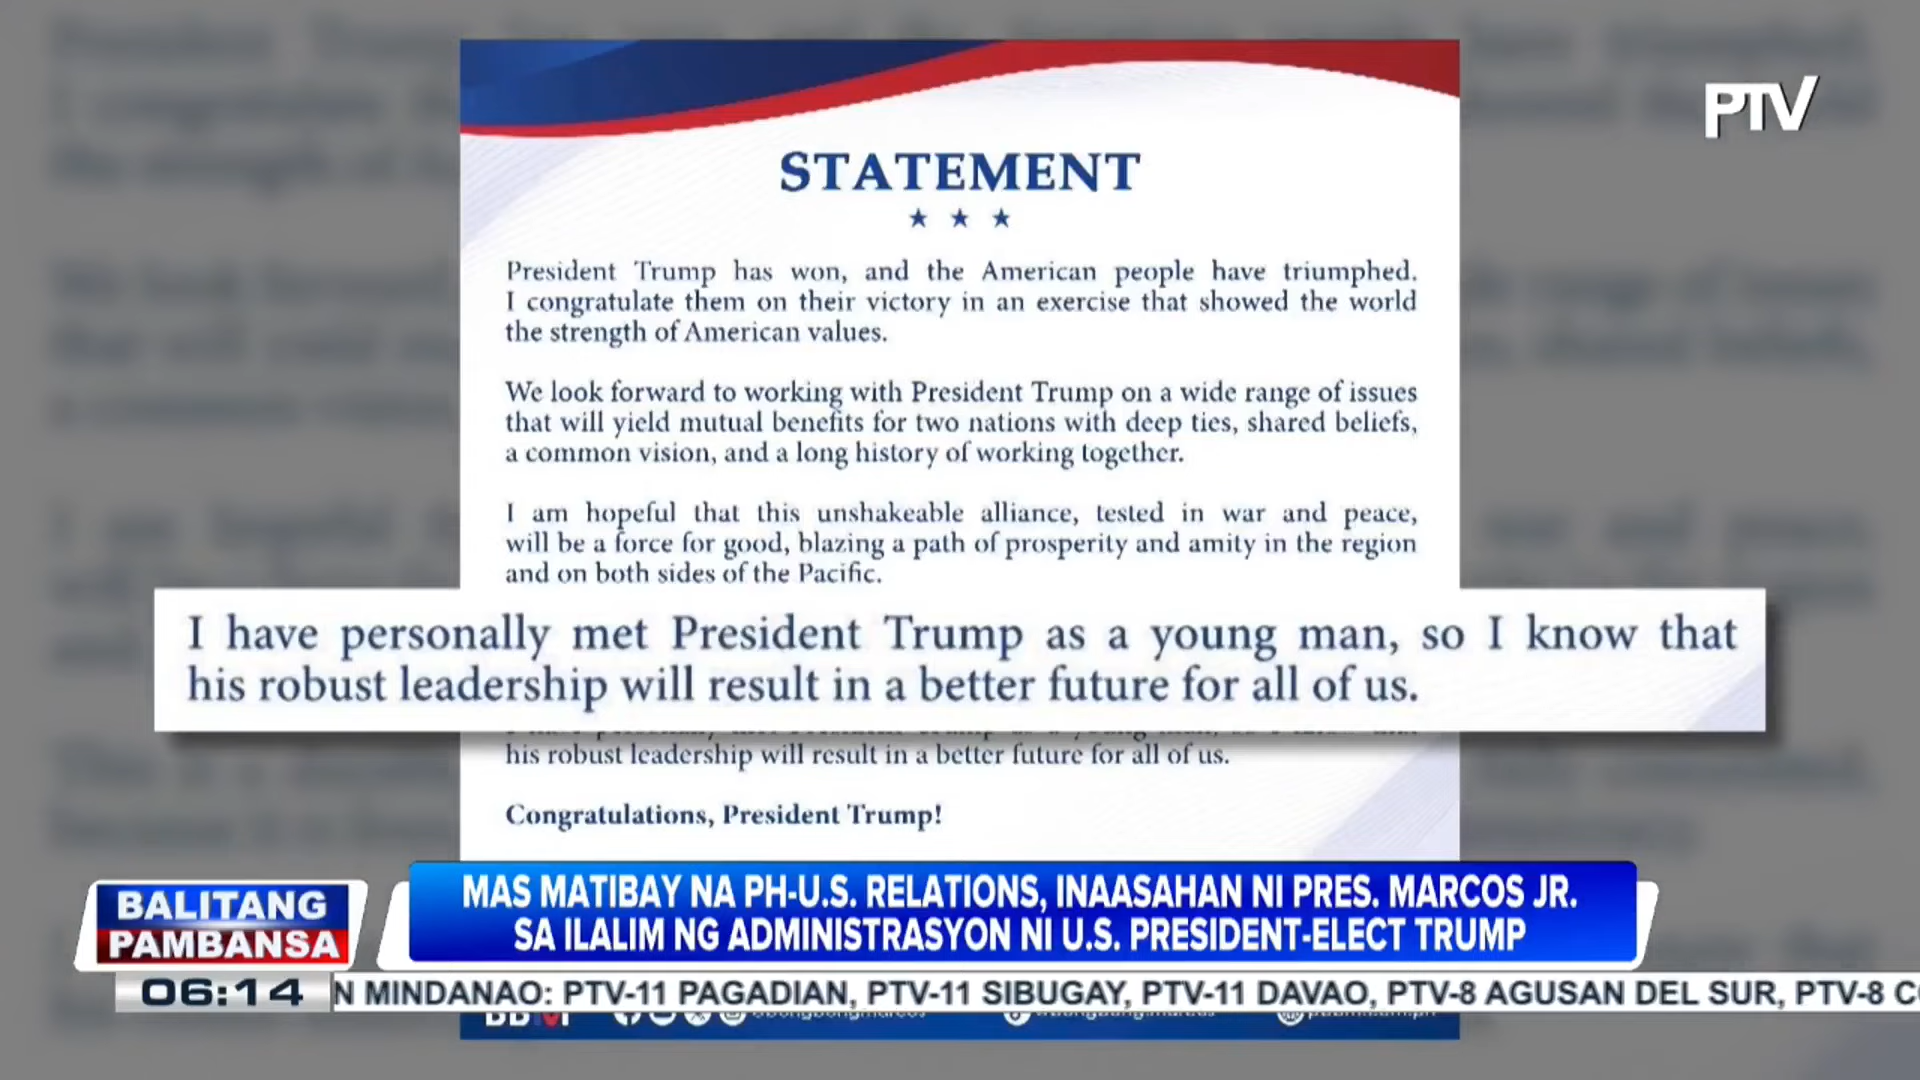 PTV
STATEMENT
President Trump has won, and the American people have triumphed.
I congratulate them on their victory in an exercise that showed the world
the strength of American values.
We look forward to working with President Trump on a wide range of issues
that will yield mutual benefits for two nations with deep ties, shared beliefs,
a common vision, and a long history of working together.
I am hopeful that this unshakeable alliance, tested in war and peace,
will be a force for good, blazing a path of prosperity and amity in the region
and on both sides of the Pacific.
I have personally met President Trump as a young man, so I know that
his robust leadership will result in a better future for all of us.
his robust leadership will result in a better future for all of us.
Congratulations, President Trump!
BALITANG
PAMBANSA
MAS MATIBAY NA PH-U.S. RELATIONS, INAASAHAN NI PRES. MARCOS JR.
SA ILALIM NG ADMINISTRASYON NI U.S. PRESIDENT-ELECT TRUMP
06:14
N MINDANAO: PTV-11 PAGADIAN, PTV-11 SIBUGAY, PTV-11 DAVAO, PTV-8 AGUSAN DEL SUR, PTV-8 C